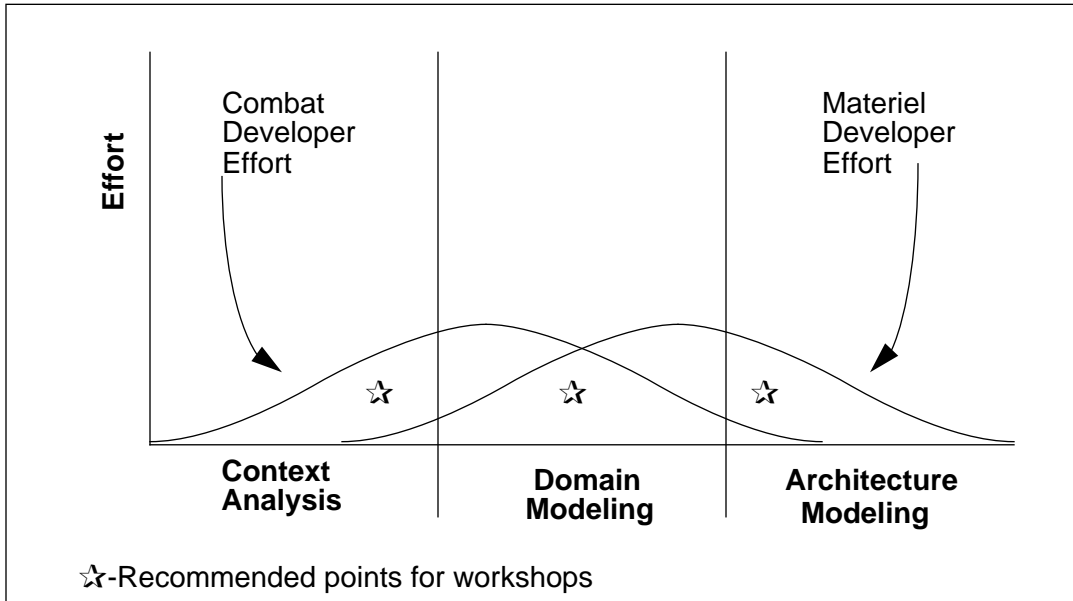 Combat
Developer
Effort
Materiel
Developer
Effort
Effort
Context
Analysis
Domain
Modeling
Architecture
Modeling
☆-Recommended points for workshops